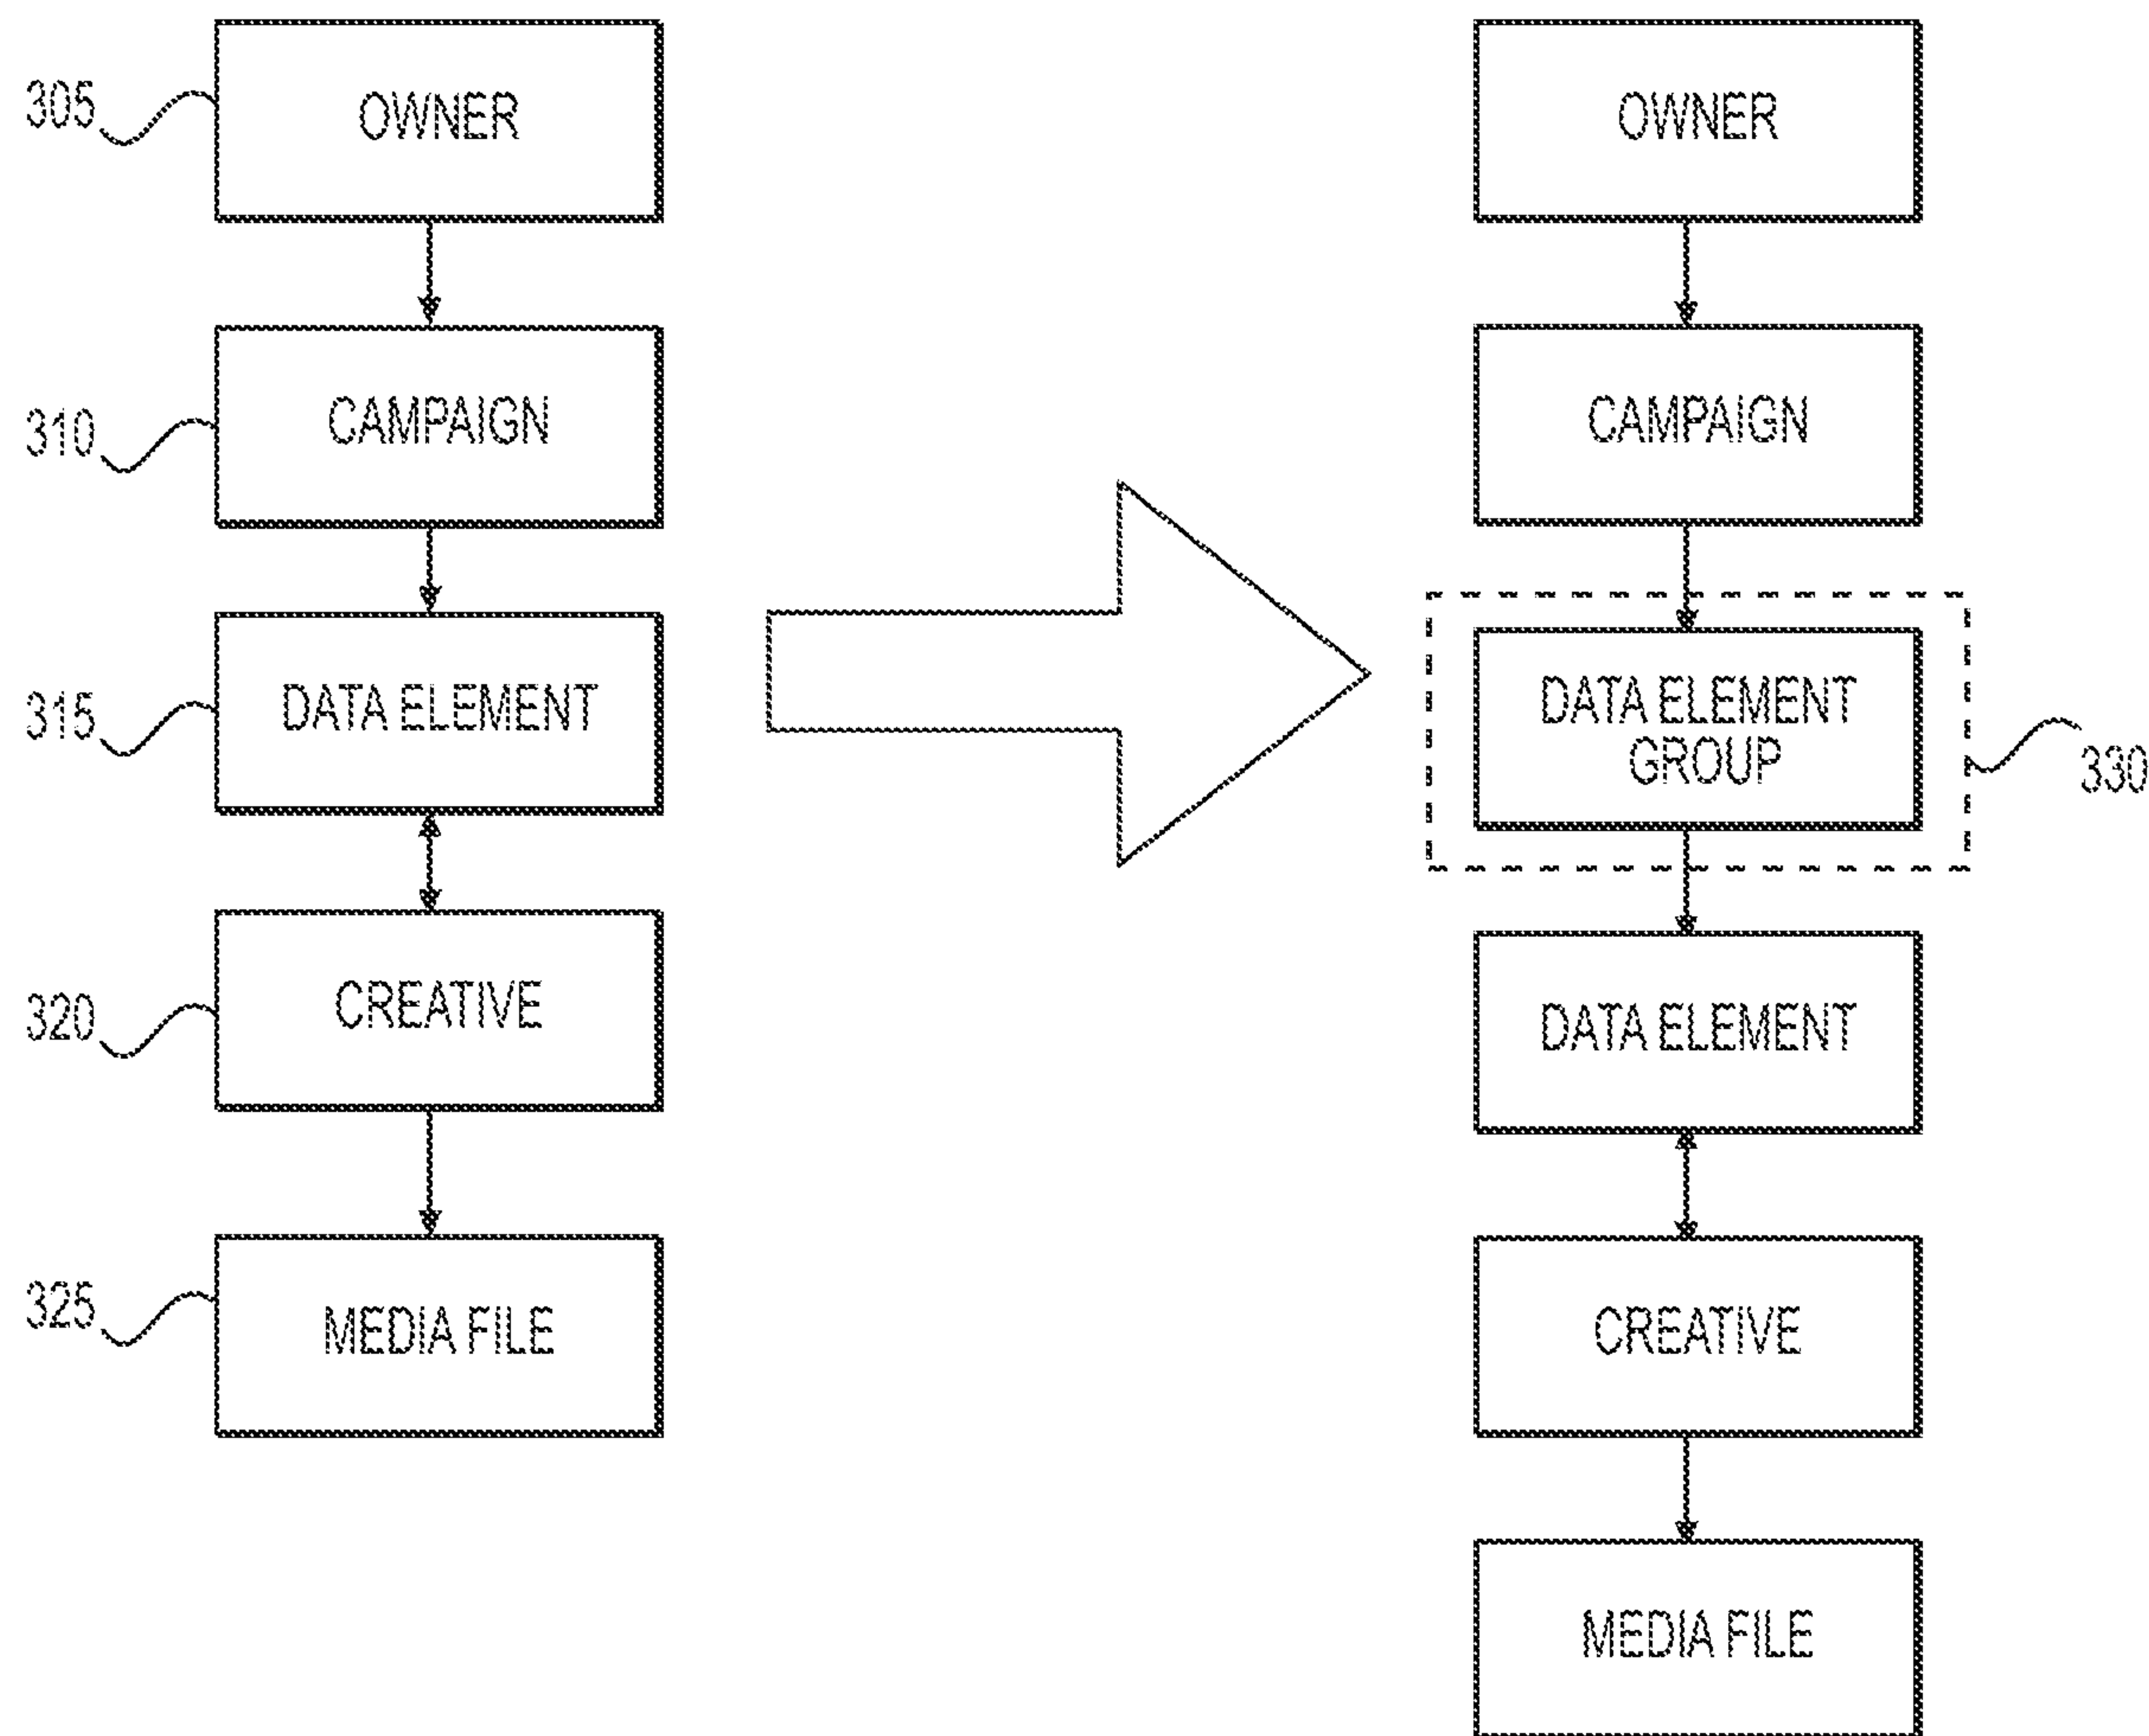 305
OWNER
310
CAMPAIGN
315
DATA ELEMENT
320
CREATIVE
325
MEDIA FILE
OWNER
CAMPAIGN
DATA ELEMENT
GROUP
330
DATA ELEMENT
CREATIVE
MEDIA FILE